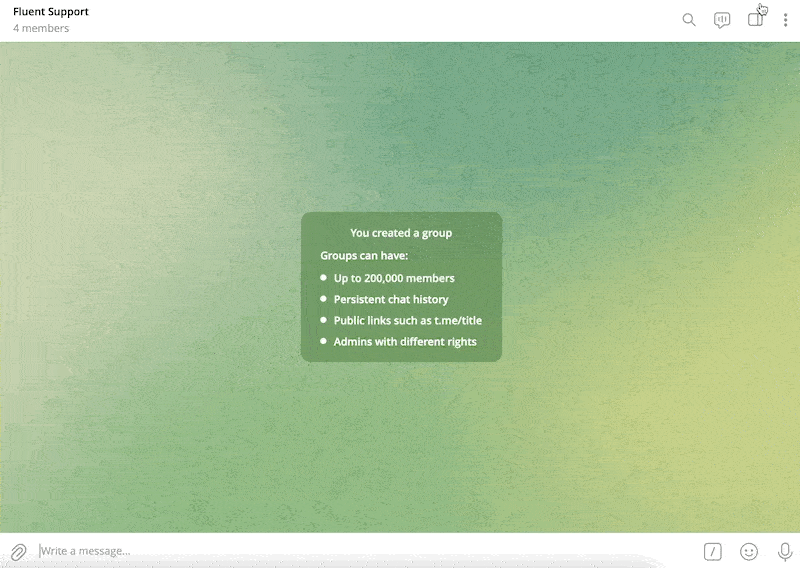 Fluent Support
4 members
You created a group
Groups can have:
Up to 200,000 members
Persistent chat history
Public links such as t.me/title
Admins with different rights
Write a message...